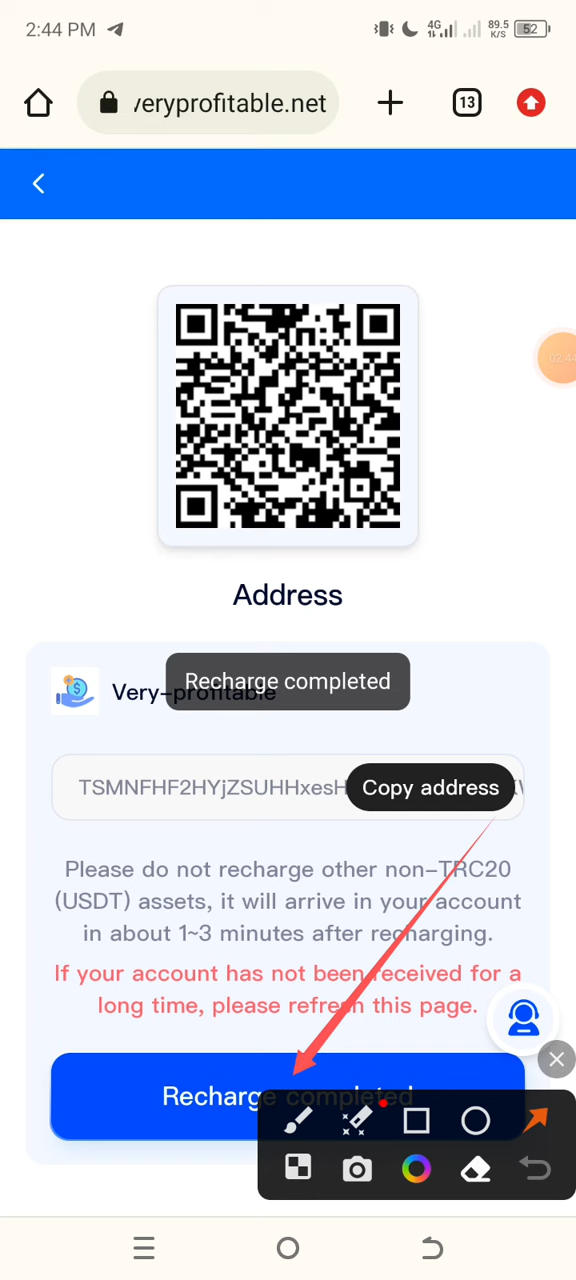 2:44 PM
4G
89.5
K/S
52
veryprofitable.net
13
02:44
Address
Very-profitable
Recharge completed
TSMNFHF2HYjZSUHHxesH
Copy address
Please do not recharge other non-TRC20
(USDT) assets, it will arrive in your account
in about 1~3 minutes after recharging.
If your account has not been received for a
long time, please refresh this page.
Recharge completed